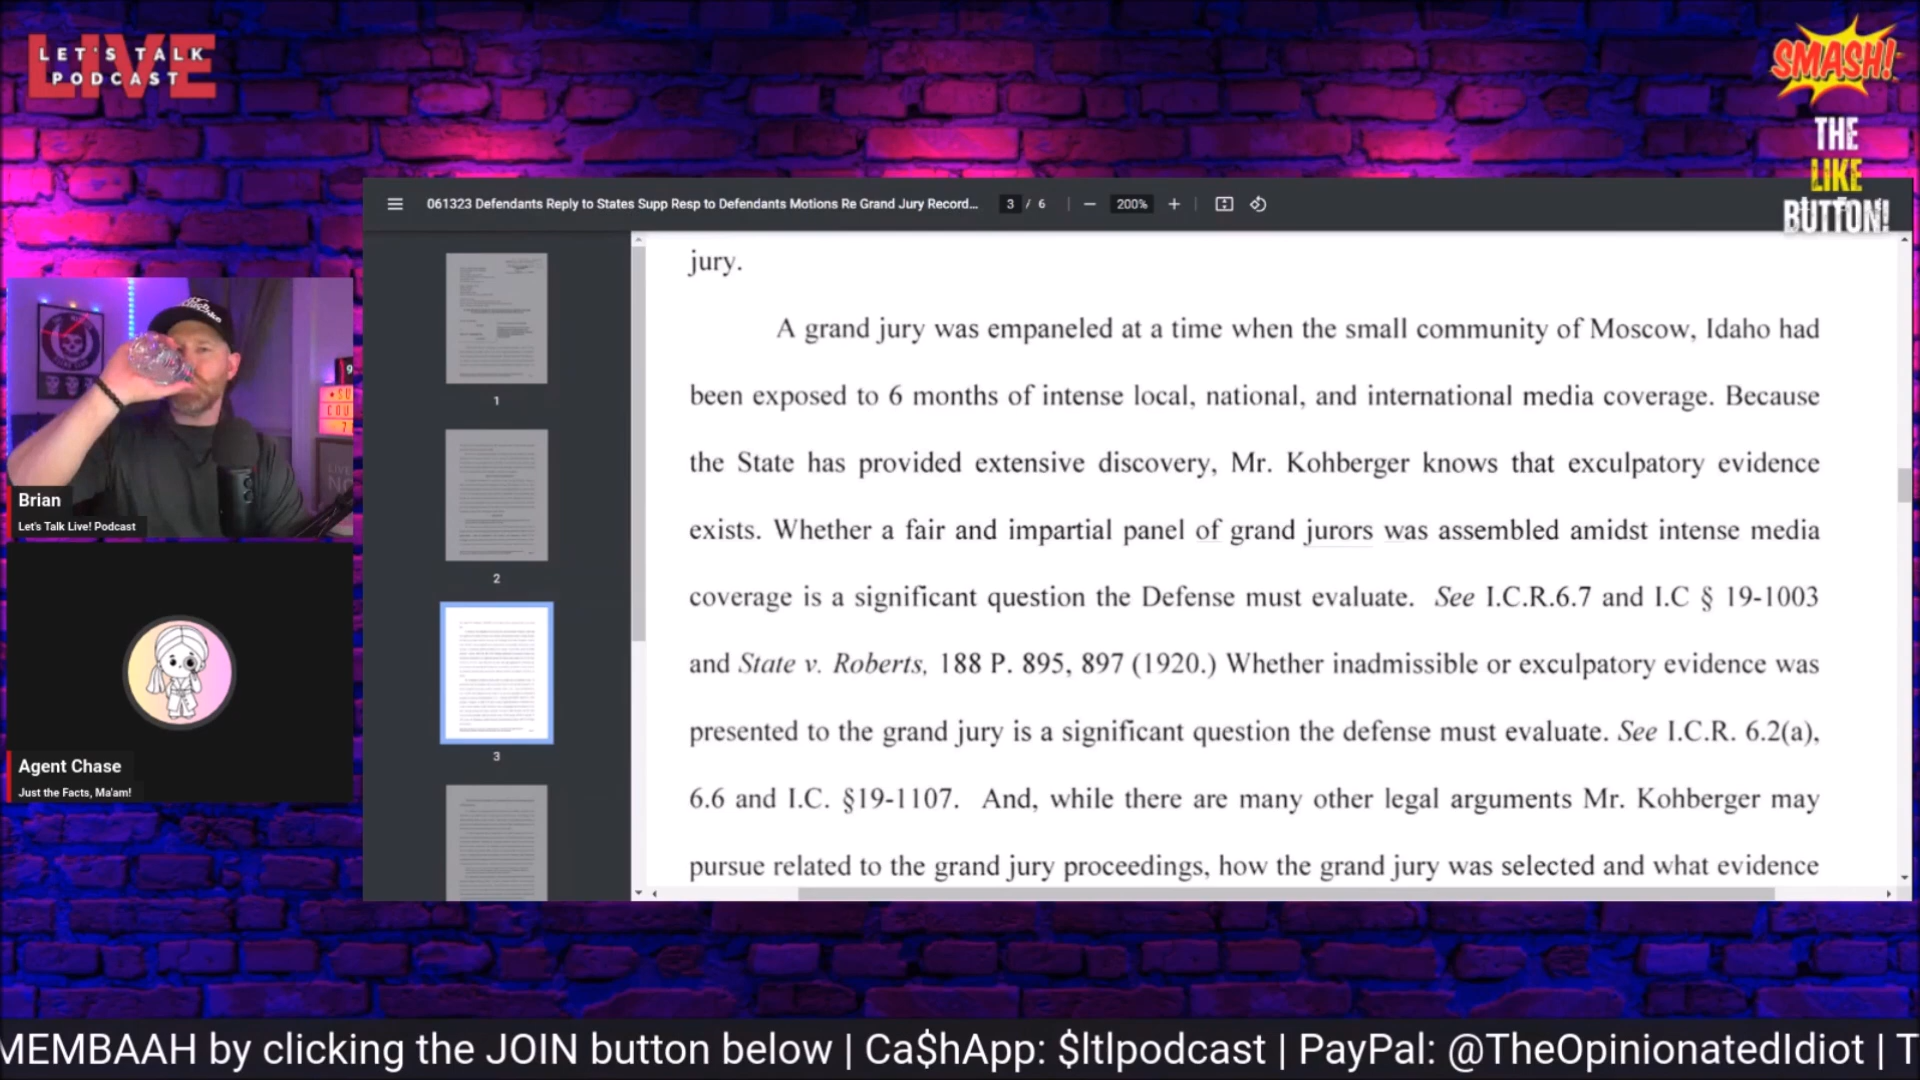 LET'S TALK
LIVE
PODCAST
SMASH!
THE
LIKE
BUTTON!
061323 Defendants Reply to States Supp Resp to Defendants Motions Re Grand Jury Record... 3 / 6 200%
jury.
A grand jury was empaneled at a time when the small community of Moscow, Idaho had
been exposed to 6 months of intense local, national, and international media coverage. Because
the State has provided extensive discovery, Mr. Kohberger knows that exculpatory evidence
exists. Whether a fair and impartial panel of grand jurors was assembled amidst intense media
coverage is a significant question the Defense must evaluate. See I.C.R.6.7 and I.C § 19-1003
and State v. Roberts, 188 P. 895, 897 (1920.) Whether inadmissible or exculpatory evidence was
presented to the grand jury is a significant question the defense must evaluate. See I.C.R. 6.2(a),
6.6 and I.C. §19-1107. And, while there are many other legal arguments Mr. Kohberger may
pursue related to the grand jury proceedings, how the grand jury was selected and what evidence
1
2
3
Brian
Let's Talk Live! Podcast
Agent Chase
Just the Facts, Ma'am!
MEMBAAH by clicking the JOIN button below | Ca$hApp: $ltlpodcast | PayPal: @TheOpinionatedIdiot | T